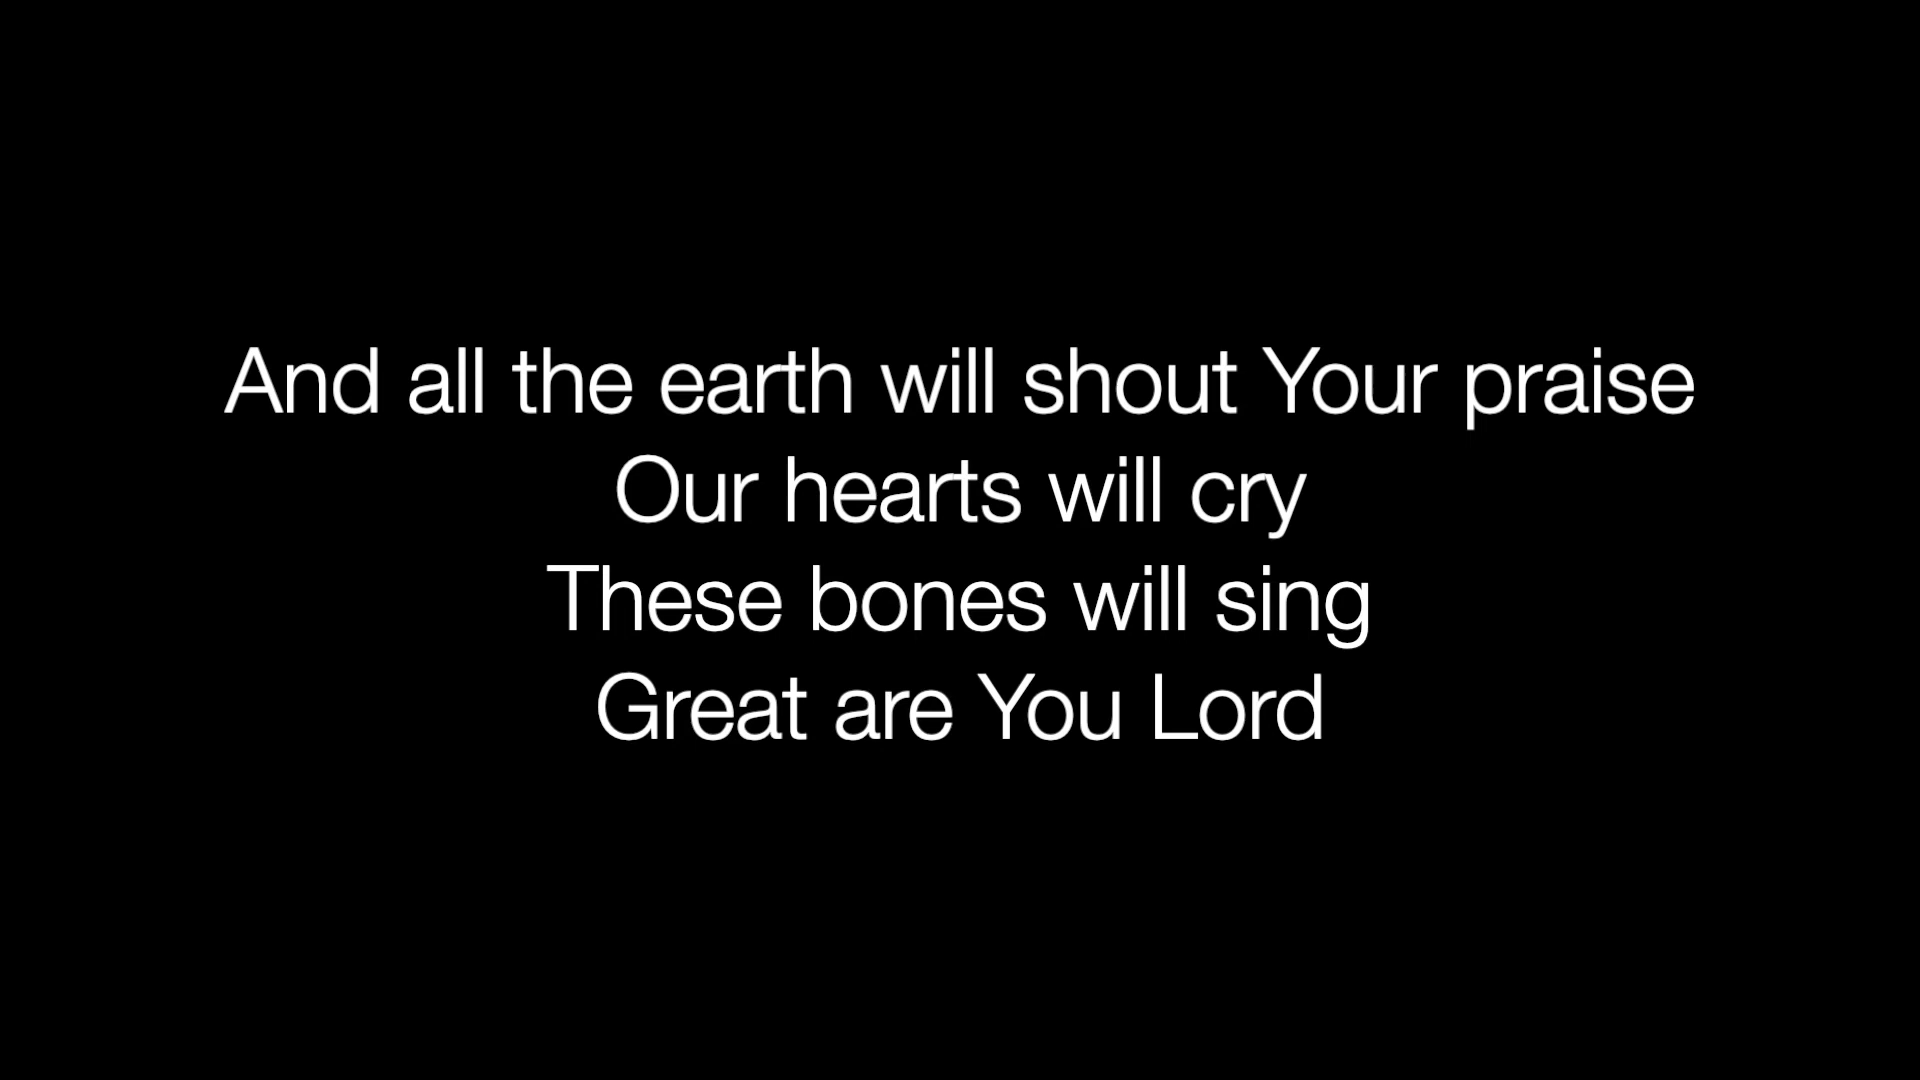 And all the earth will shout Your praise
Our hearts will cry
These bones will sing
Great are You Lord